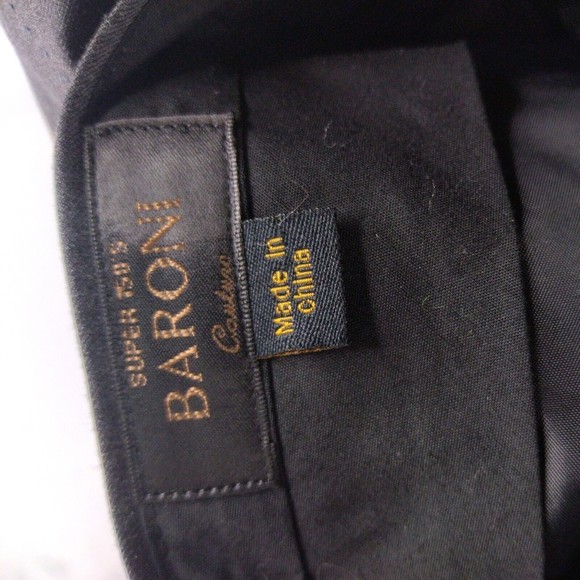 SUPER 150's
BARONI
Couture
Made in
china